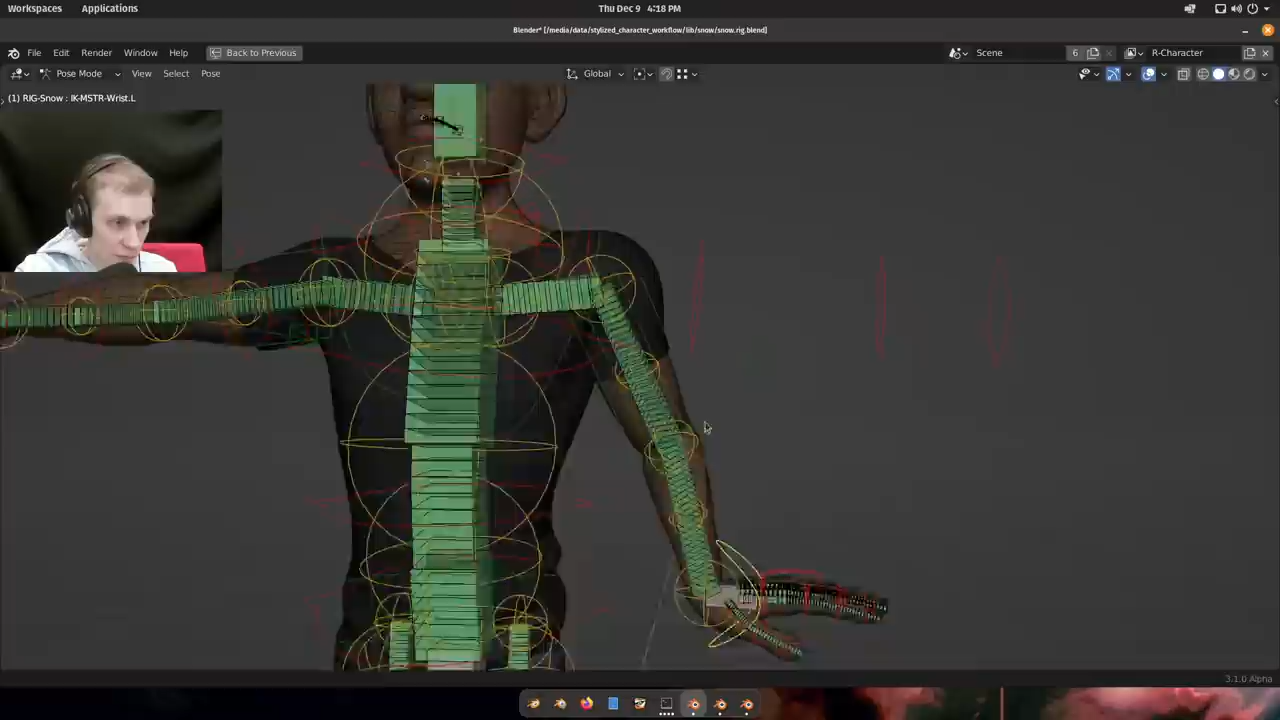 Workspaces Applications Thu Dec 9 4:18 PM
Blender* [/media/data/stylized_character_workflow/lib/snow/snow.rig.blend]
File Edit Render Window Help Back to Previous Scene 6 R-Character
Pose Mode View Select Pose Global
(1) RIG-Snow : IK-MSTR-Wrist.L
3.1.0 Alpha